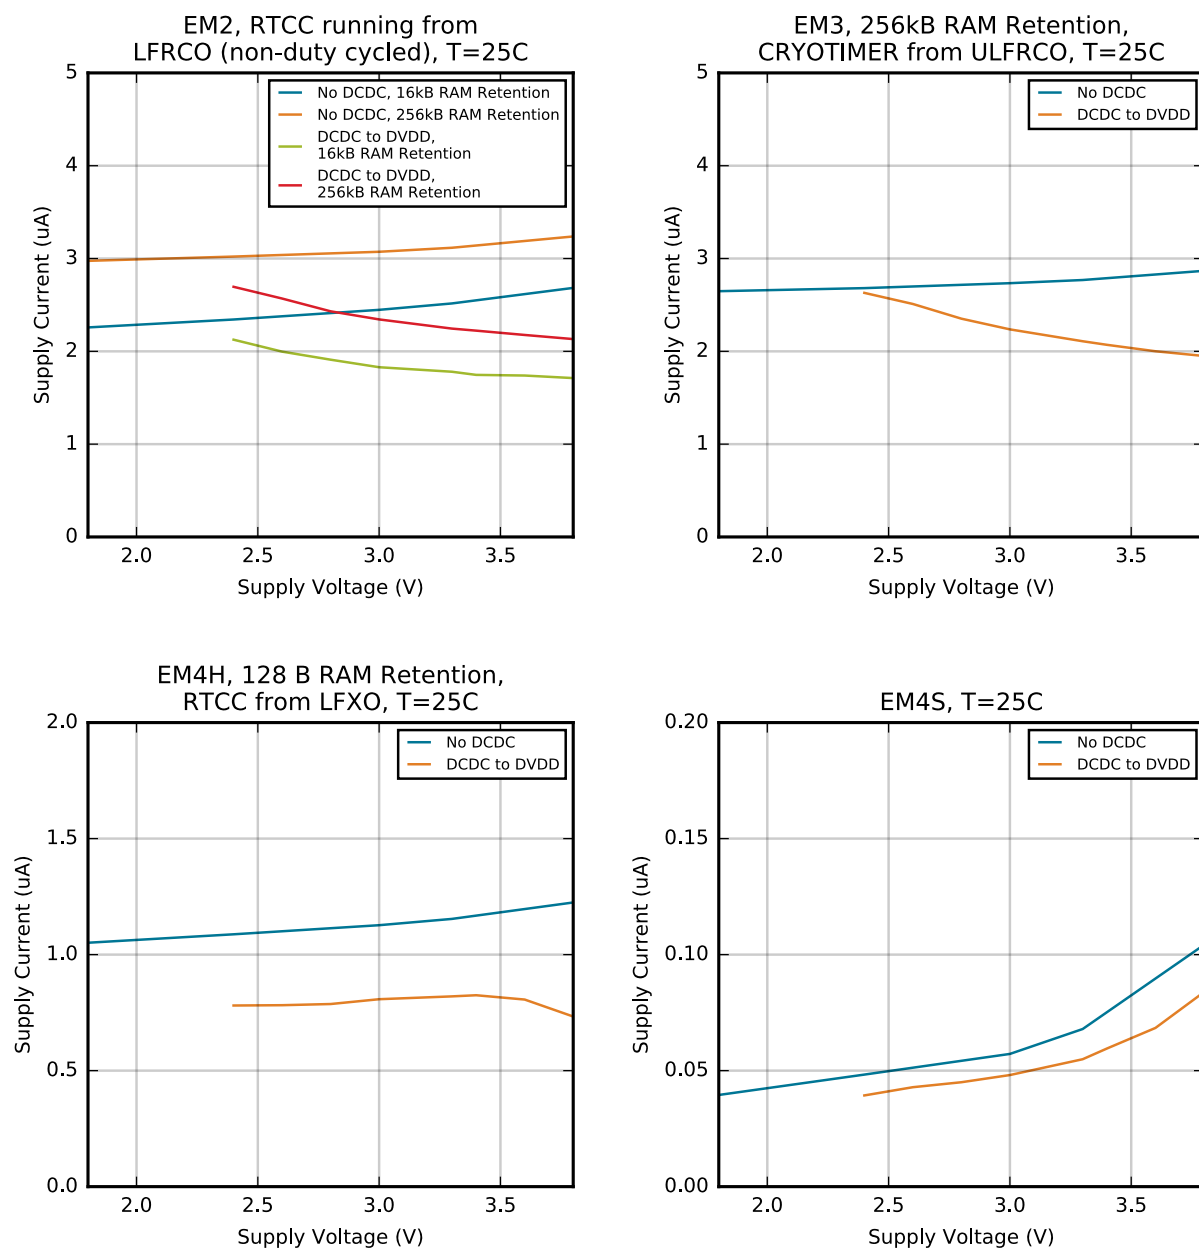 EM2, RTCC running from
LFRCO (non-duty cycled), T=25C
5
4
3
2
1
0
Supply Current (uA)
No DCDC, 16kB RAM Retention
No DCDC, 256kB RAM Retention
DCDC to DVDD,
16kB RAM Retention
DCDC to DVDD,
256kB RAM Retention
2.0 2.5 3.0 3.5
Supply Voltage (V)
EM3, 256kB RAM Retention,
CRYOTIMER from ULFRCO, T=25C
5
4
3
2
1
0
Supply Current (uA)
No DCDC
DCDC to DVDD
2.0 2.5 3.0 3.5
Supply Voltage (V)
EM4H, 128 B RAM Retention,
RTCC from LFXO, T=25C
2.0
1.5
1.0
0.5
0.0
Supply Current (uA)
No DCDC
DCDC to DVDD
2.0 2.5 3.0 3.5
Supply Voltage (V)
EM4S, T=25C
0.20
0.15
0.10
0.05
0.00
Supply Current (uA)
No DCDC
DCDC to DVDD
2.0 2.5 3.0 3.5
Supply Voltage (V)